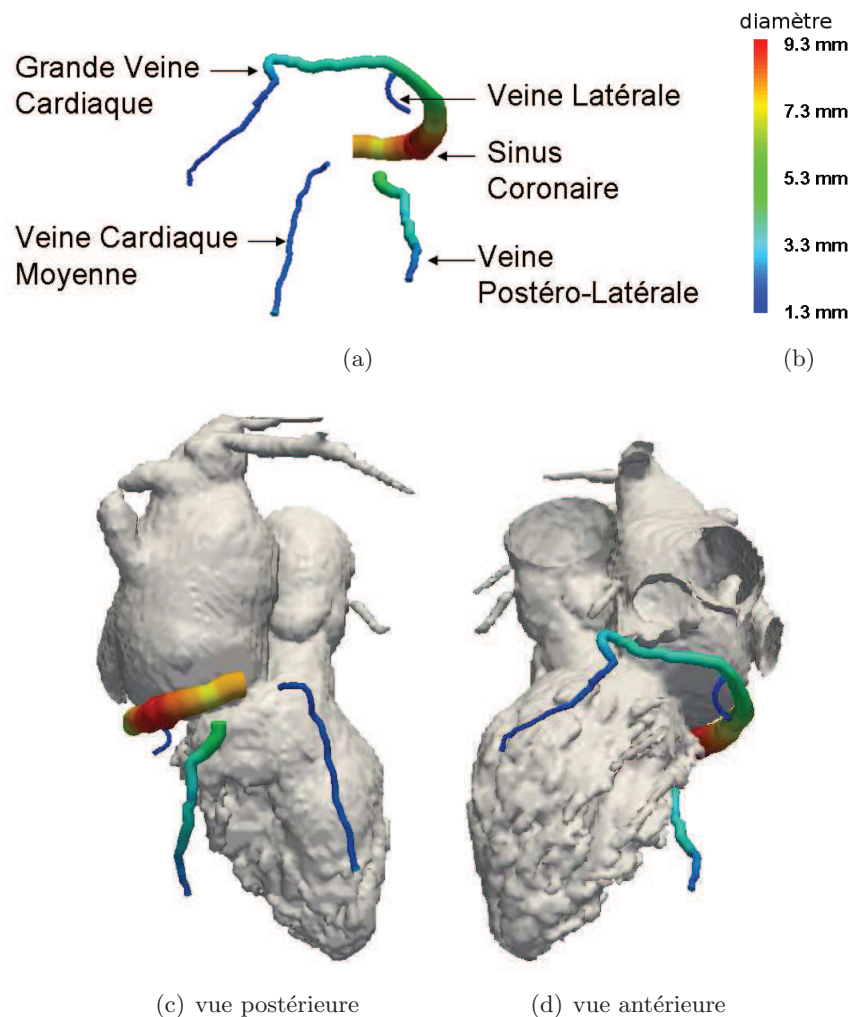 diamètre
9.3 mm
7.3 mm
5.3 mm
3.3 mm
1.3 mm
Grande Veine
Cardiaque
Veine Latérale
Sinus
Coronaire
Veine Cardiaque
Moyenne
Veine
Postéro-Latérale
(a)
(b)
(c) vue postérieure
(d) vue antérieure